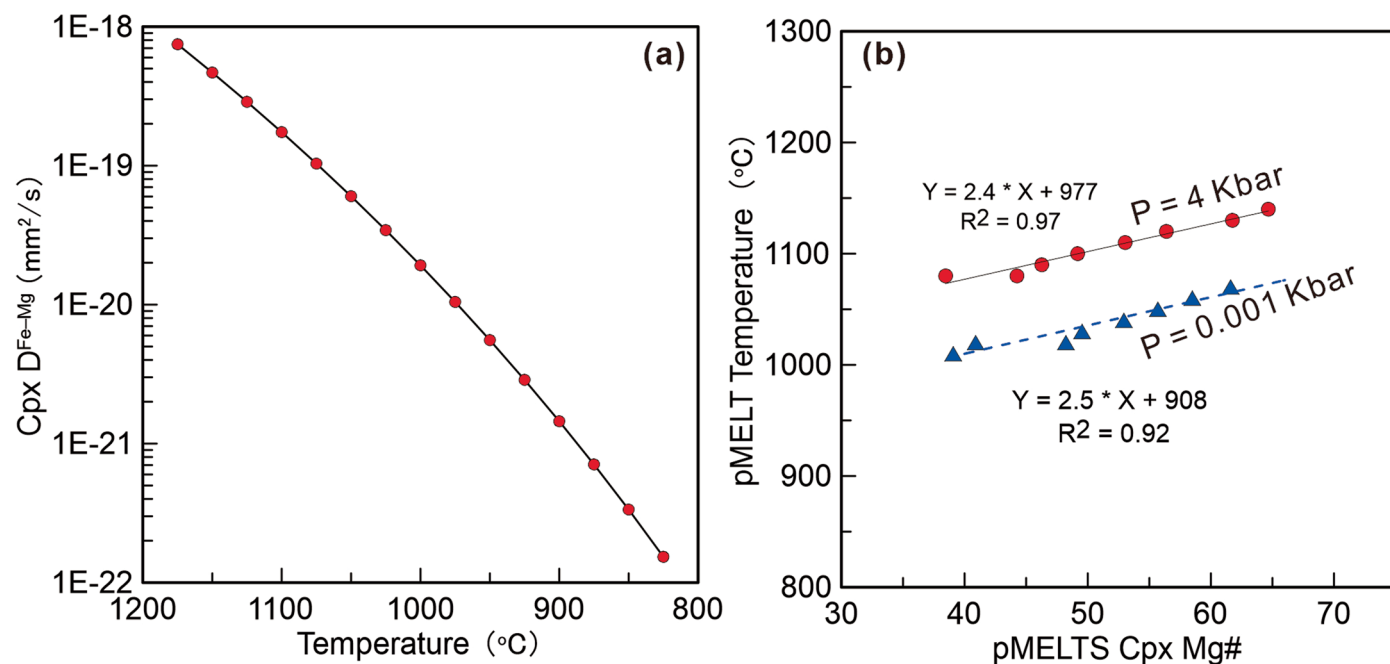 (a)
1E-18
1E-19
1E-20
1E-21
1E-22
Cpx D^Fe–Mg (mm²/s)
1200 1100 1000 900 800
Temperature (°C)
(b)
1300
1200
1100
1000
900
800
pMELT Temperature (°C)
Y = 2.4 * X + 977
R² = 0.97
P = 4 Kbar
P = 0.001 Kbar
Y = 2.5 * X + 908
R² = 0.92
30 40 50 60 70
pMELTS Cpx Mg#